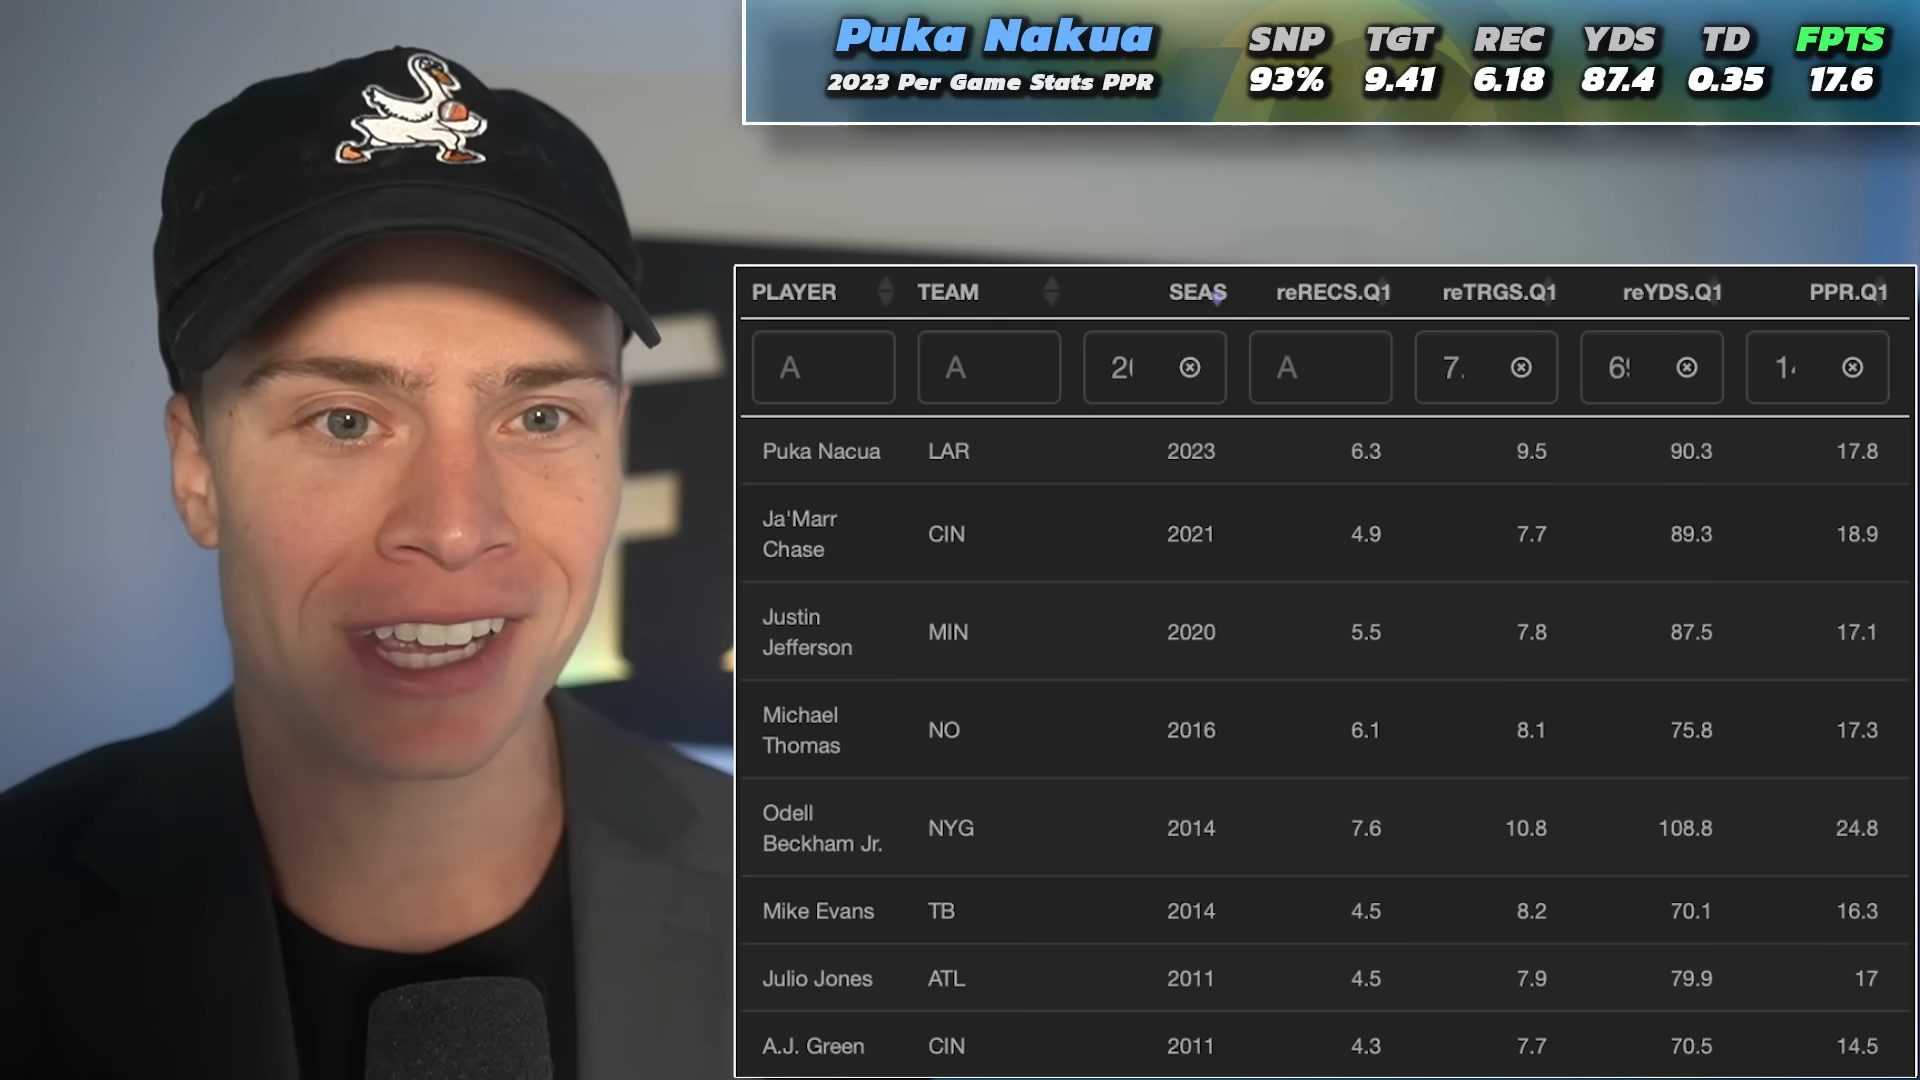 Puka Nakua
2023 Per Game Stats PPR
SNP TGT REC YDS TD FPTS
93% 9.41 6.18 87.4 0.35 17.6
PLAYER TEAM SEAS reRECS.Q1 reTRGS.Q1 reYDS.Q1 PPR.Q1
A A A
Puka Nacua LAR 2023 6.3 9.5 90.3 17.8
Ja'Marr
Chase CIN 2021 4.9 7.7 89.3 18.9
Justin
Jefferson MIN 2020 5.5 7.8 87.5 17.1
Michael
Thomas NO 2016 6.1 8.1 75.8 17.3
Odell
Beckham Jr. NYG 2014 7.6 10.8 108.8 24.8
Mike Evans TB 2014 4.5 8.2 70.1 16.3
Julio Jones ATL 2011 4.5 7.9 79.9 17
A.J. Green CIN 2011 4.3 7.7 70.5 14.5